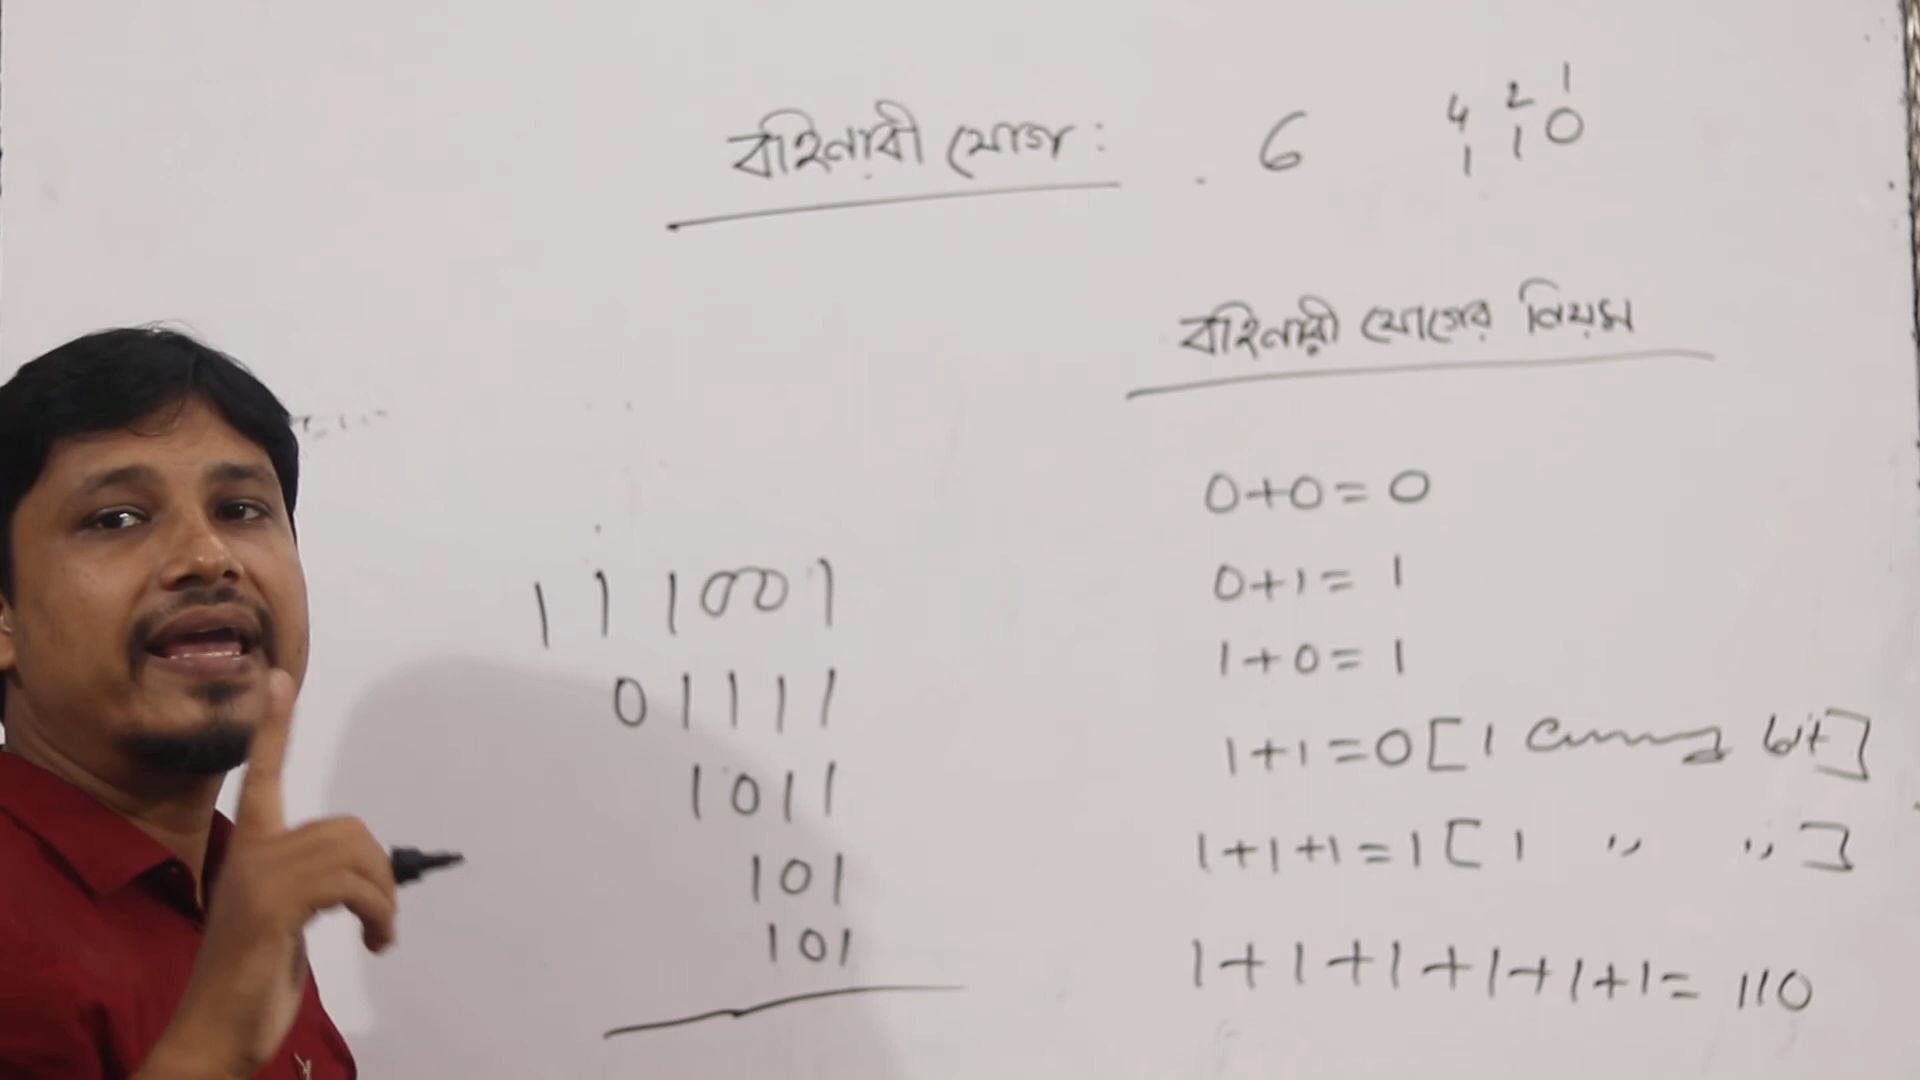 বাইনারী যোগ :
6
4 2 1
1 1 0
বাইনারী যোগের নিয়ম
0+0=0
0+1=1
1+0=1
1+1=0[1 carry bit]
1+1+1=1[1 ,, ,,]
1+1+1+1+1+1=110
111001
01111
1011
101
101